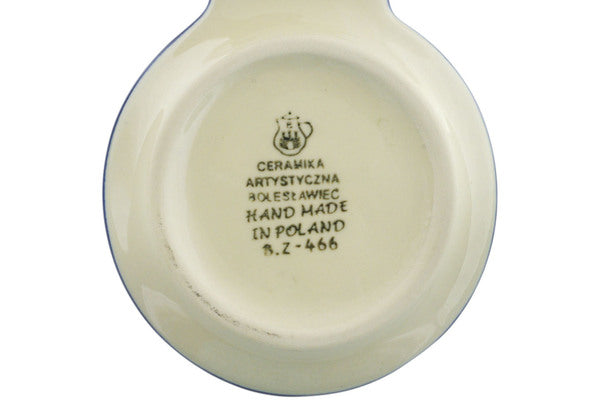 CERAMIKA
ARTYSTYCZNA
BOLESŁAWIEC
HAND MADE
IN POLAND
B.Z-466